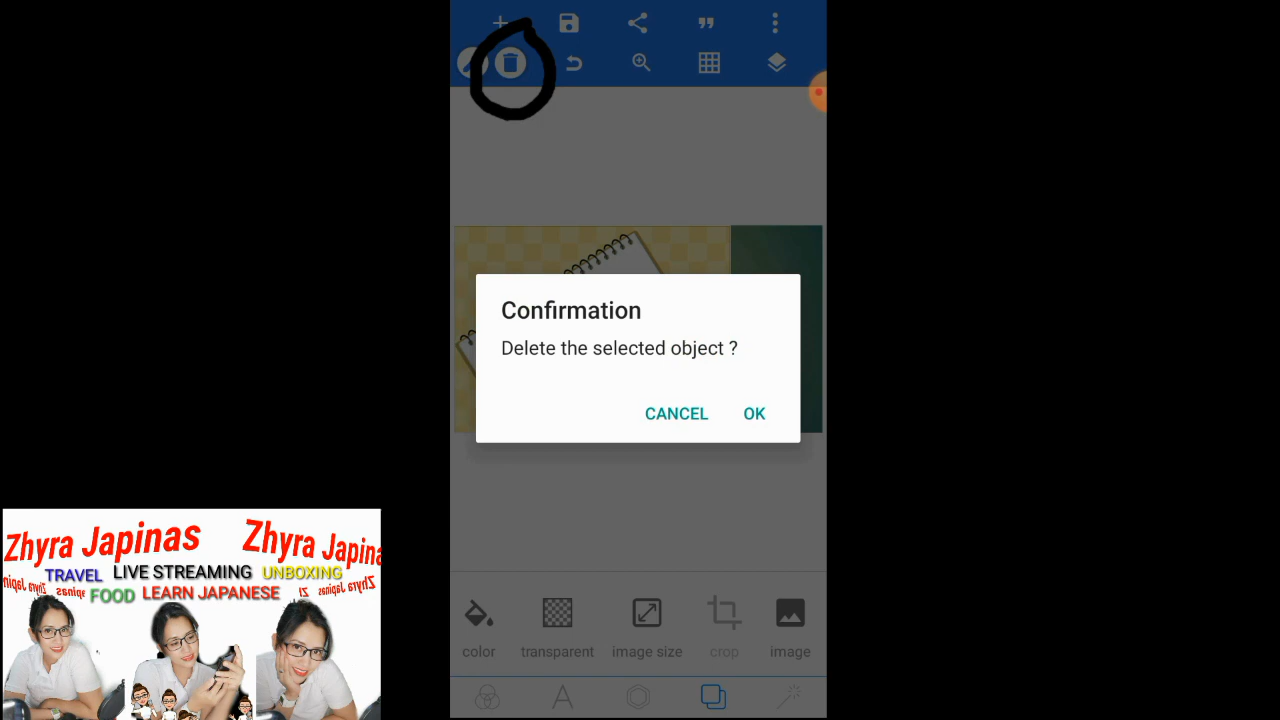 Confirmation
Delete the selected object ?
CANCEL OK
color transparent image size crop image
Zhyra Japinas Zhyra Japina
TRAVEL LIVE STREAMING UNBOXING
FOOD LEARN JAPANESE